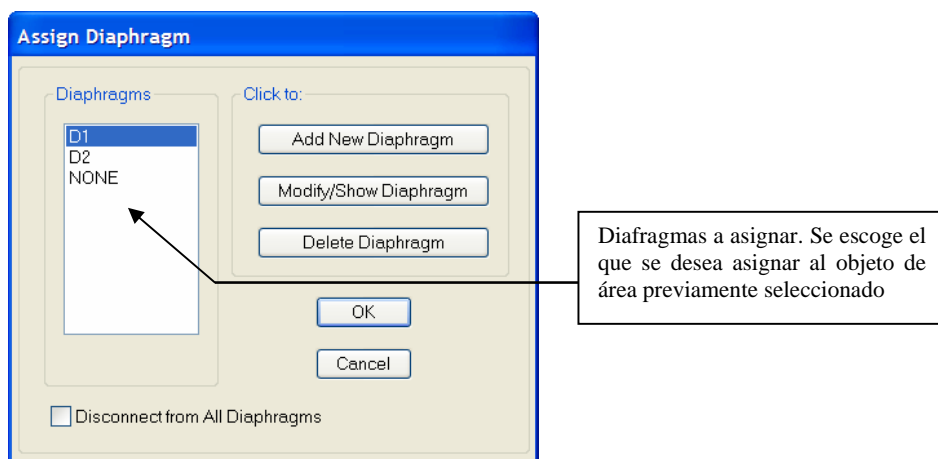 Assign Diaphragm
Diaphragms
D1
D2
NONE
Click to:
Add New Diaphragm
Modify/Show Diaphragm
Delete Diaphragm
OK
Cancel
Disconnect from All Diaphragms
Diafragmas a asignar. Se escoge el
que se desea asignar al objeto de
área previamente seleccionado